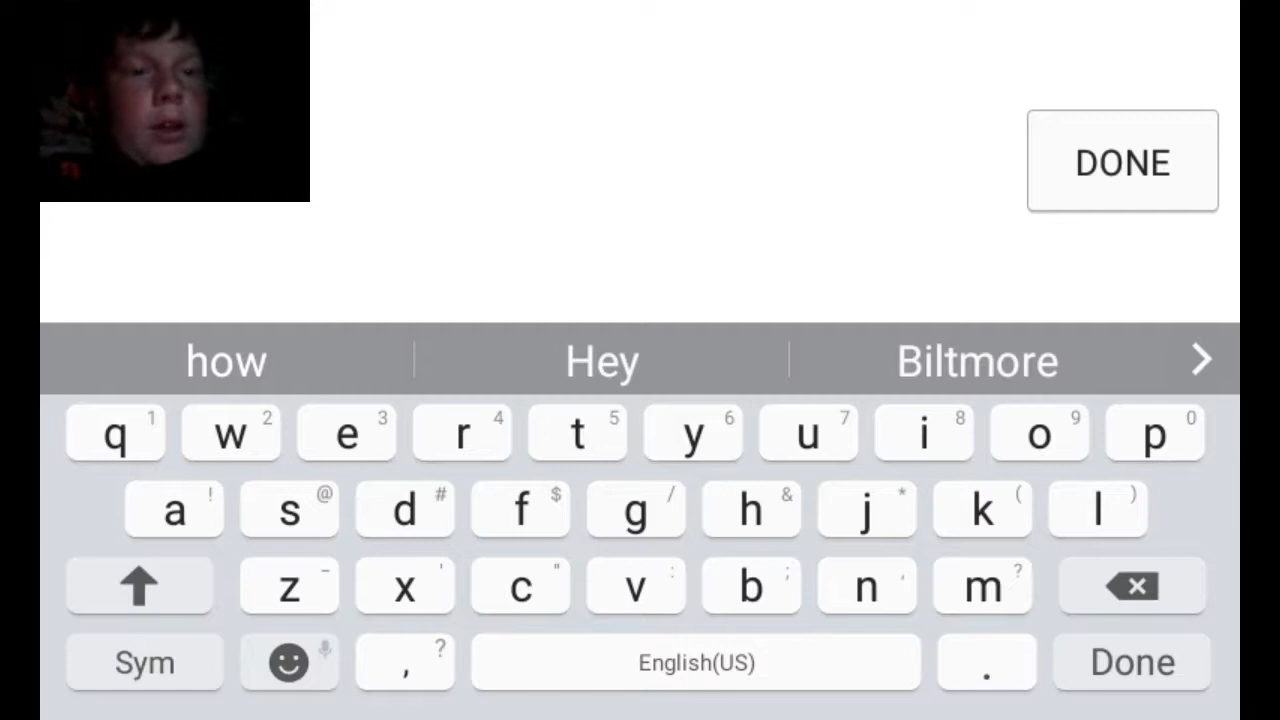 DONE
how Hey Biltmore
q 1 w 2 e 3 r 4 t 5 y 6 u 7 i 8 o 9 p 0
a ! s @ d # f $ g / h & j * k ( l )
z - x ' c " v : b ; n , m ?
Sym , ? English(US) . Done